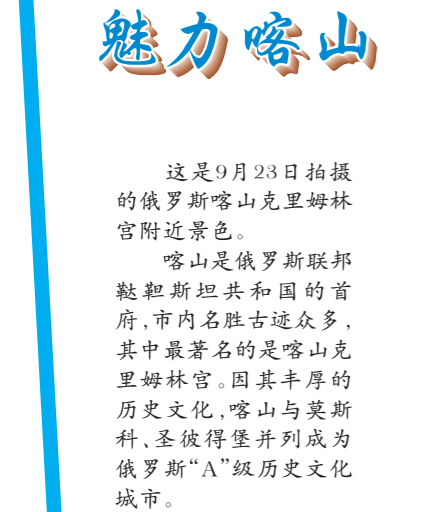 魅力喀山
这是9月23日拍摄
的俄罗斯喀山克里姆林
宫附近景色。
喀山是俄罗斯联邦
鞑靼斯坦共和国的首
府,市内名胜古迹众多,
其中最著名的是喀山克
里姆林宫。因其丰厚的
历史文化,喀山与莫斯
科、圣彼得堡并列成为
俄罗斯“A”级历史文化
城市。